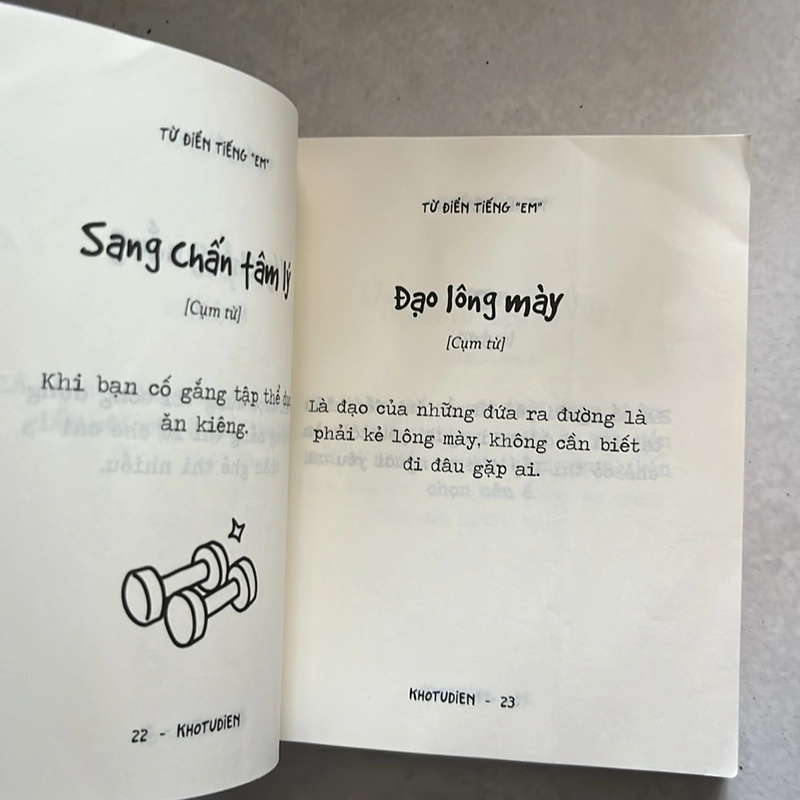 TỪ ĐIỂN TIẾNG "EM"
Sang chấn tâm lý
[Cụm từ]
Khi bạn cố gắng tập thể
ăn kiêng.
22 - KHOTUDIEN
TỪ ĐIỂN TIẾNG "EM"
Đạo lông mày
[Cụm từ]
Là đạo của những đứa ra đường là
phải kẻ lông mày, không cần biết
đi đâu gặp ai.
KHOTUDIEN - 23